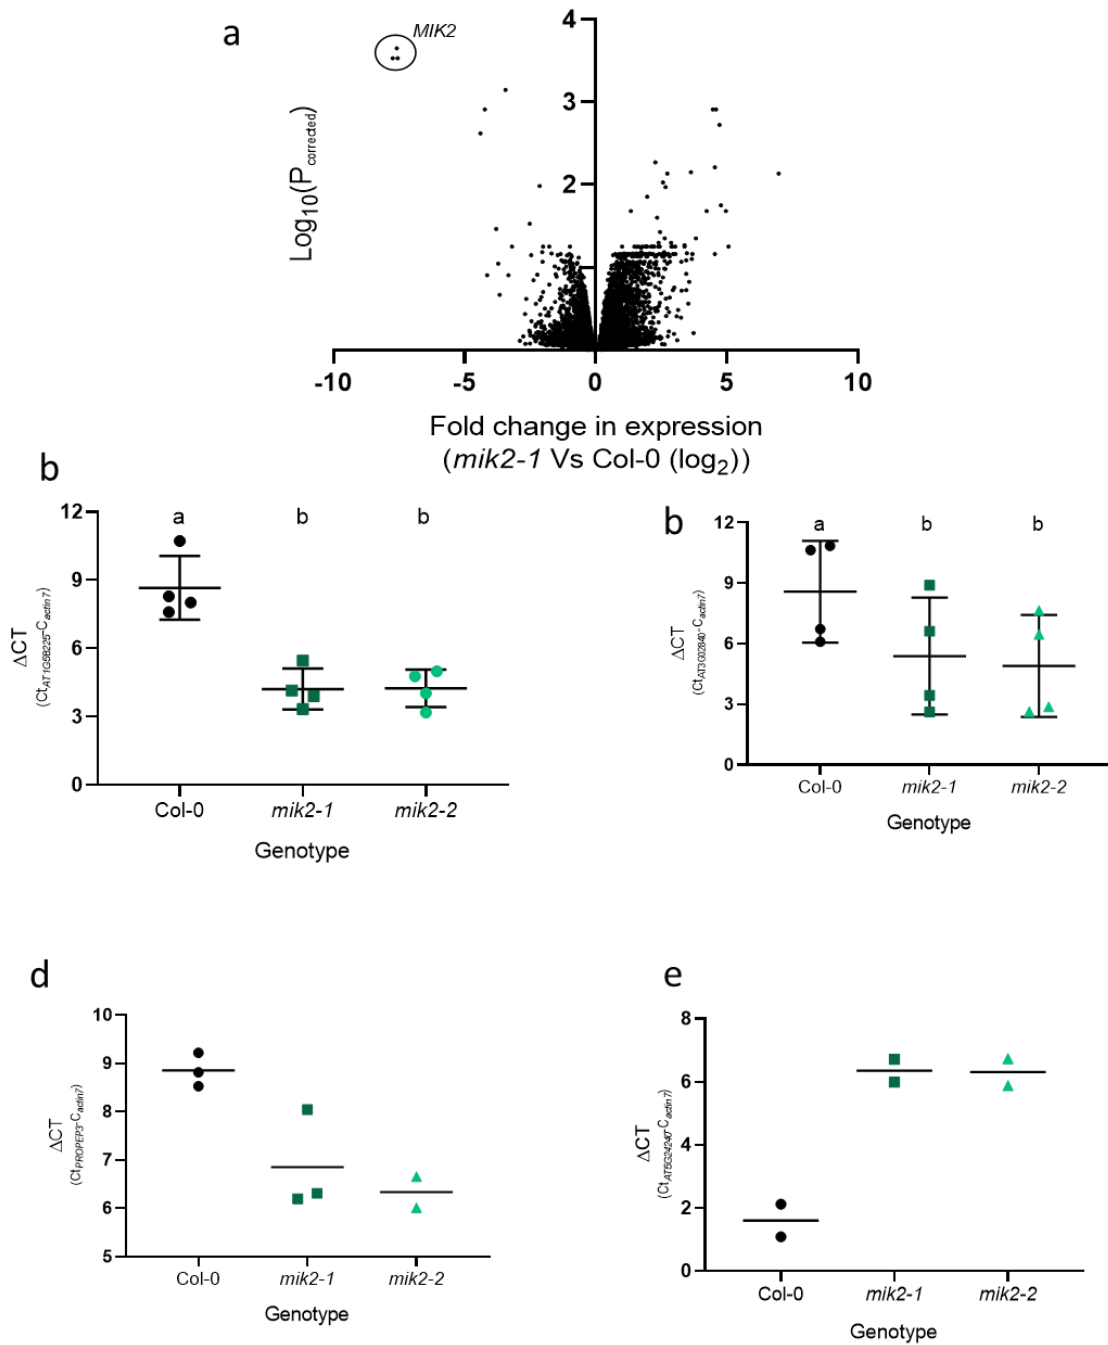 a
MIK2
4
3
2
Log10(Pcorrected)
-10 -5 0 5 10
Fold change in expression
(mik2-1 Vs Col-0 (log2))
b
12
9
6
3
0
a b b
ΔCT
(CtAT1G58225-Cactin7)
Col-0 mik2-1 mik2-2
Genotype
b
12
9
6
3
0
a b b
ΔCT
(CtAT3G02840-Cactin7)
Col-0 mik2-1 mik2-2
Genotype
d
10
9
8
7
6
5
ΔCT
(CtPROPEP3-Cactin7)
Col-0 mik2-1 mik2-2
Genotype
e
8
6
4
2
0
ΔCT
(CtAT5G24240-Cactin7)
Col-0 mik2-1 mik2-2
Genotype